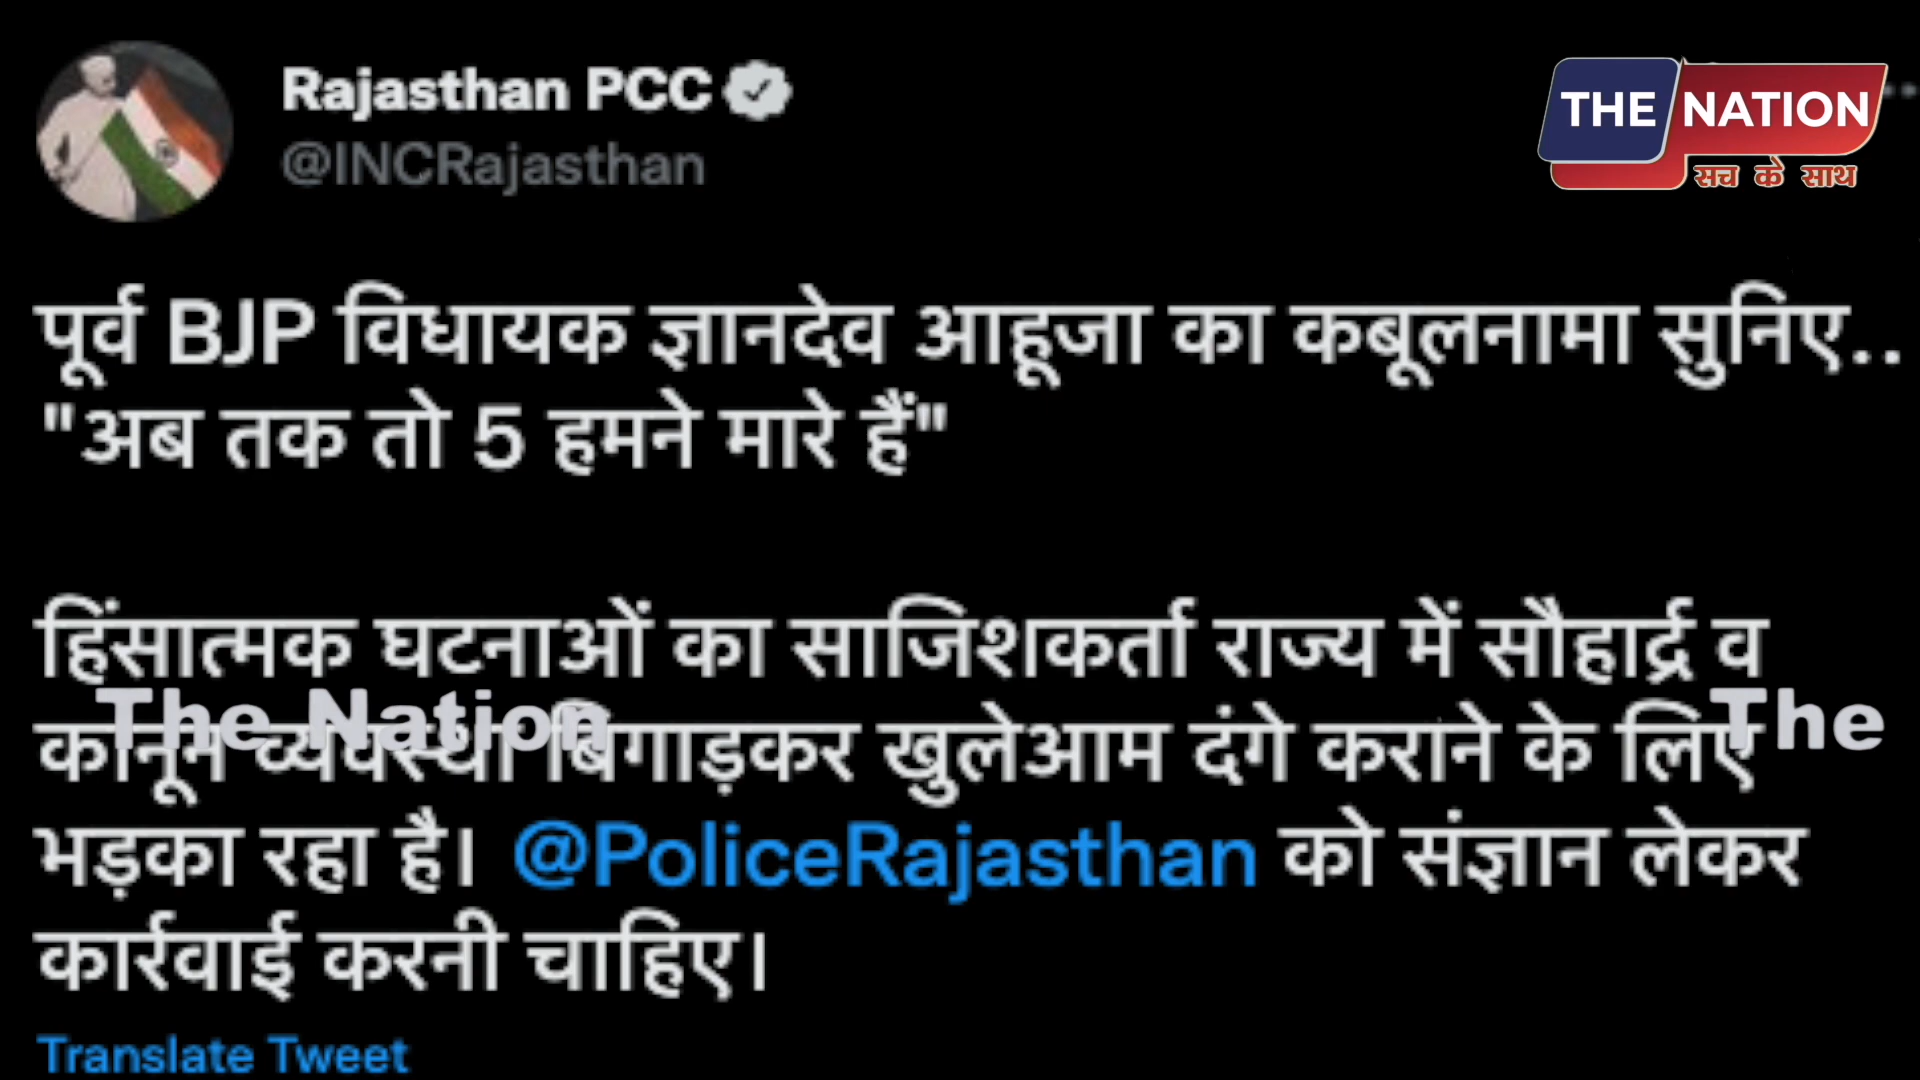 Rajasthan PCC
@INCRajasthan
THE NATION
सच के साथ
पूर्व BJP विधायक ज्ञानदेव आहूजा का कबूलनामा सुनिए..
"अब तक तो 5 हमने मारे हैं"
हिंसात्मक घटनाओं का साजिशकर्ता राज्य में सौहार्द्र व
The Nation
The
कानून व्यवस्था बिगाड़कर खुलेआम दंगे कराने के लिए
भड़का रहा है। @PoliceRajasthan को संज्ञान लेकर
कार्रवाई करनी चाहिए।
Translate Tweet